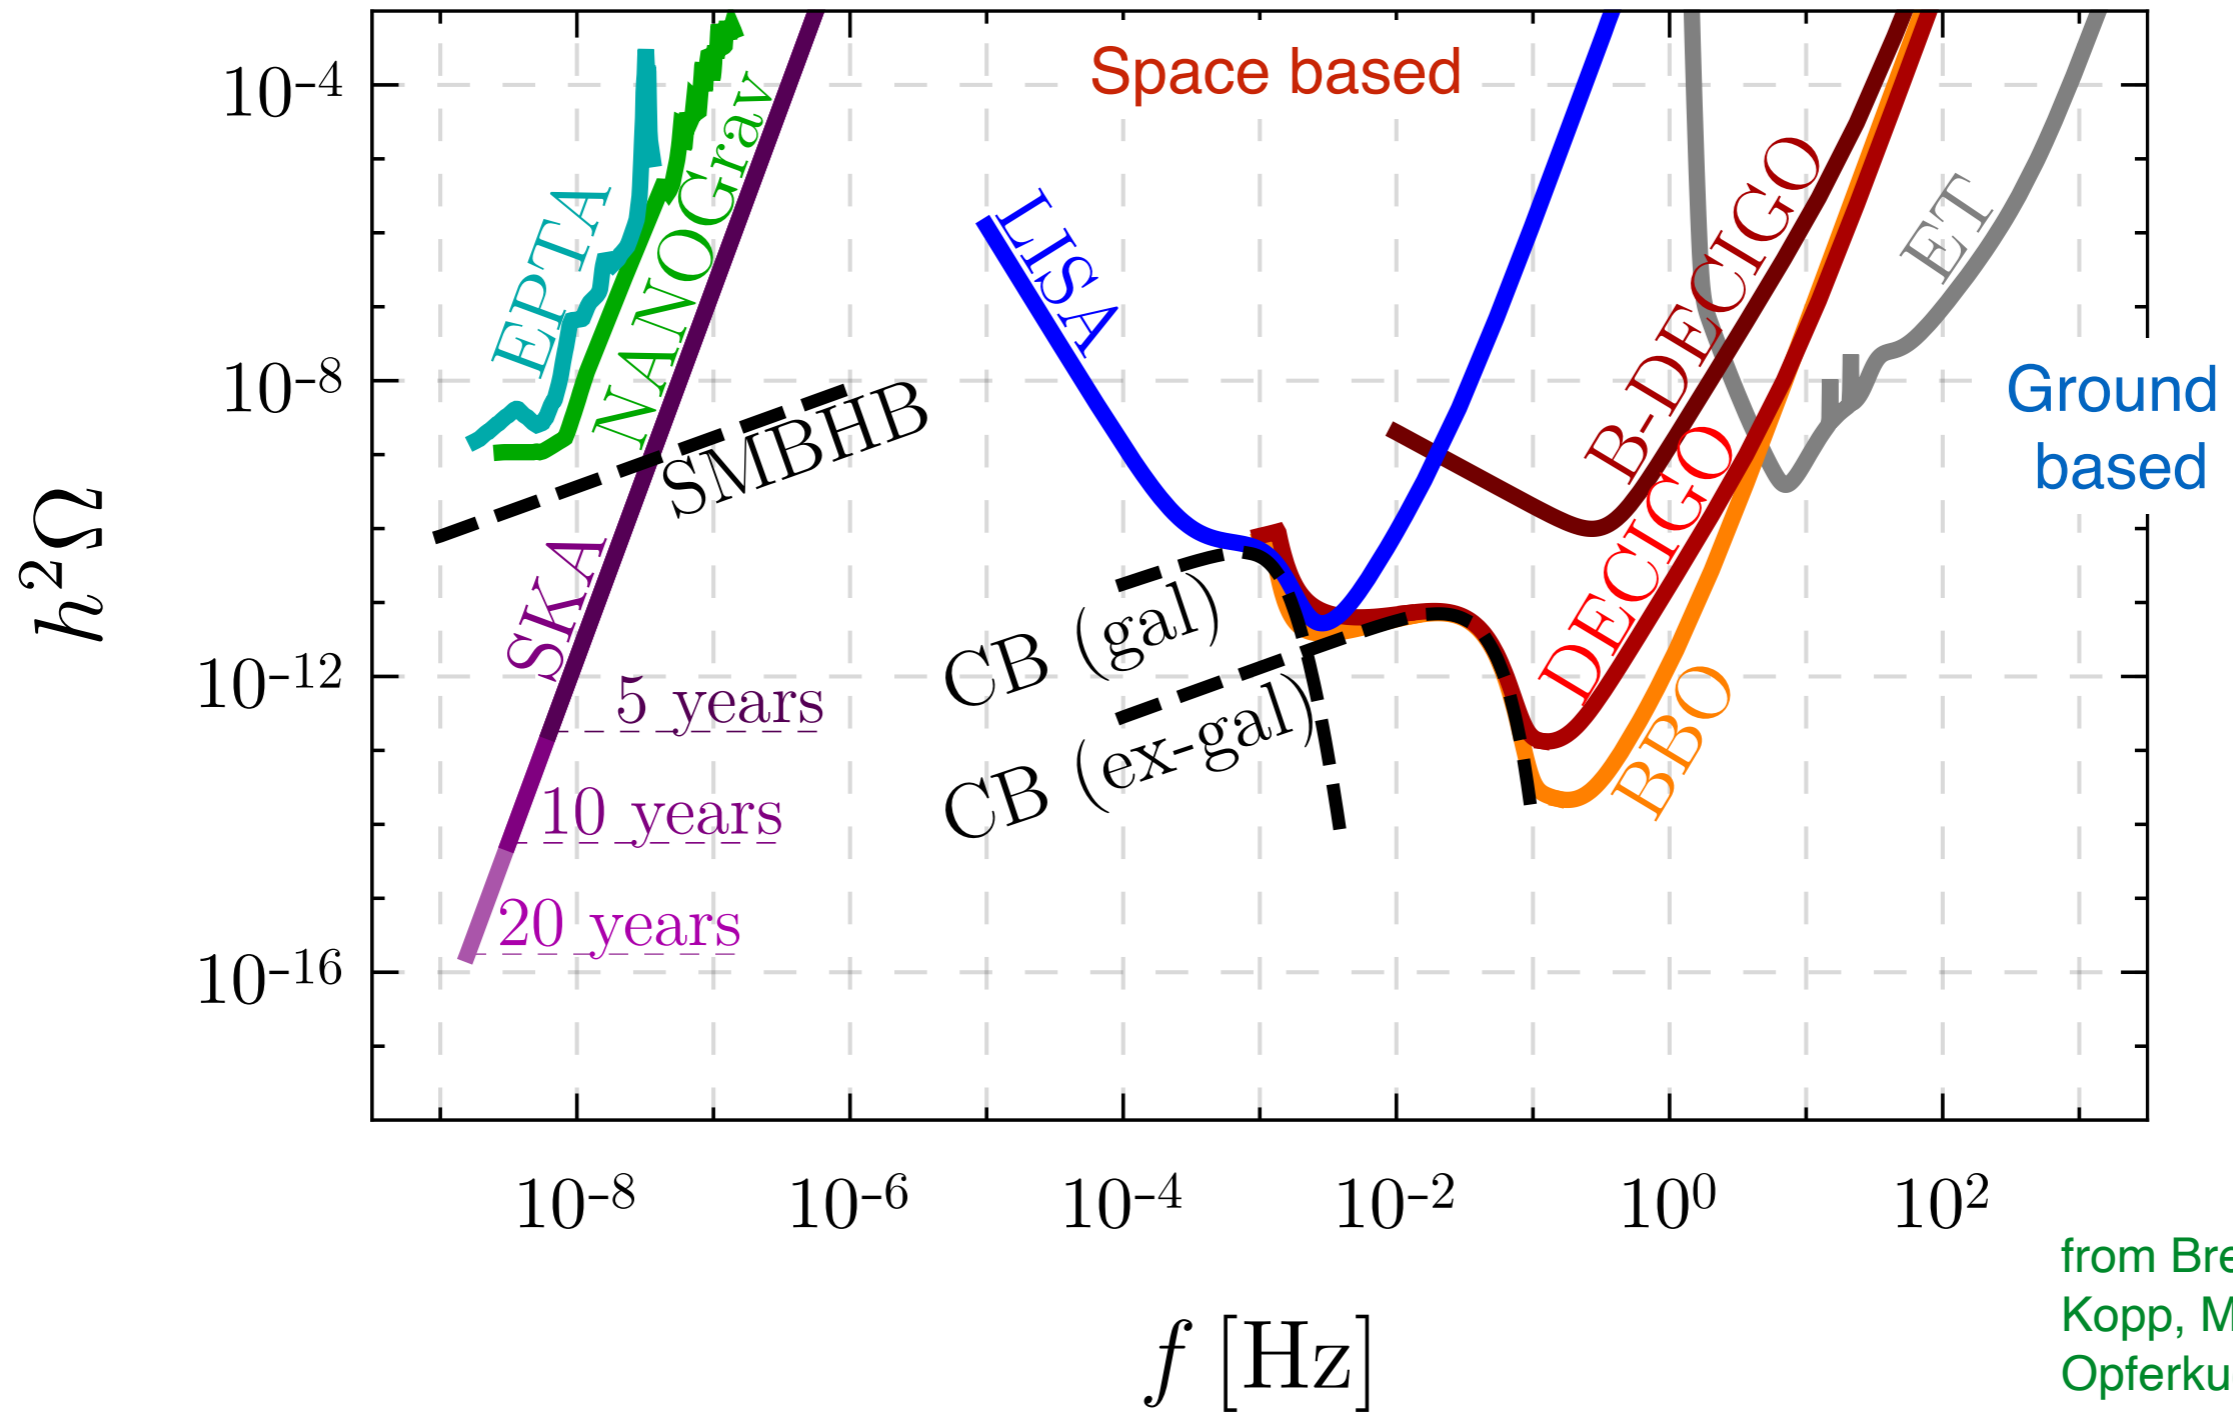 10⁻⁴
10⁻⁸
10⁻¹²
10⁻¹⁶
h²Ω
Space based
EPTA
NANOGrav
LISA
B-DECIGO
ET
Ground
based
SMBHB
DECIGO
SKA
CB (gal)
CB (ex-gal)
BBO
5 years
10 years
20 years
10⁻⁸ 10⁻⁶ 10⁻⁴ 10⁻² 10⁰ 10²
f [Hz]
from
Kopp,